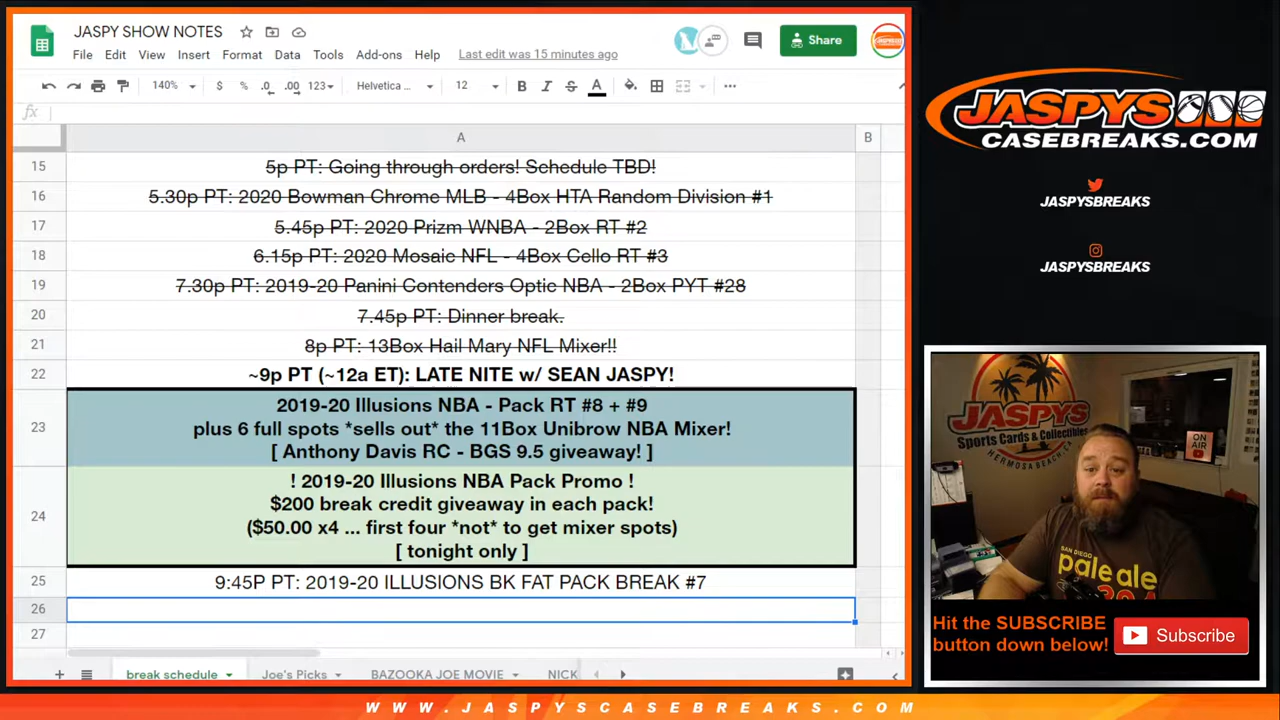 JASPY SHOW NOTES
File Edit View Insert Format Data Tools Add-ons Help Last edit was 15 minutes ago
Share
140% $ % .0 .00 123 Helvetica ... 12 B I S A
fx
A B
15 5p PT: Going through orders! Schedule TBD!
16 5.30p PT: 2020 Bowman Chrome MLB - 4Box HTA Random Division #1
17 5.45p PT: 2020 Prizm WNBA - 2Box RT #2
18 6.15p PT: 2020 Mosaic NFL - 4Box Cello RT #3
19 7.30p PT: 2019-20 Panini Contenders Optic NBA - 2Box PYT #28
20 7.45p PT: Dinner break.
21 8p PT: 13Box Hail Mary NFL Mixer!!
22 ~9p PT (~12a ET): LATE NITE w/ SEAN JASPY!
23 2019-20 Illusions NBA - Pack RT #8 + #9
plus 6 full spots *sells out* the 11Box Unibrow NBA Mixer!
[ Anthony Davis RC - BGS 9.5 giveaway! ]
24 ! 2019-20 Illusions NBA Pack Promo !
$200 break credit giveaway in each pack!
($50.00 x4 ... first four *not* to get mixer spots)
[ tonight only ]
25 9:45P PT: 2019-20 ILLUSIONS BK FAT PACK BREAK #7
26
27
break schedule Joe's Picks BAZOOKA JOE MOVIE NICK
JASPYS
CASEBREAKS.COM
JASPYSBREAKS
JASPYSBREAKS
JASPYS
Sports Cards & Collectibles
HERMOSA BEACH, CA
ON AIR
SAN DIEGO
pale ale
Hit the SUBSCRIBE
button down below!
Subscribe
WWW.JASPYSCASEBREAKS.COM